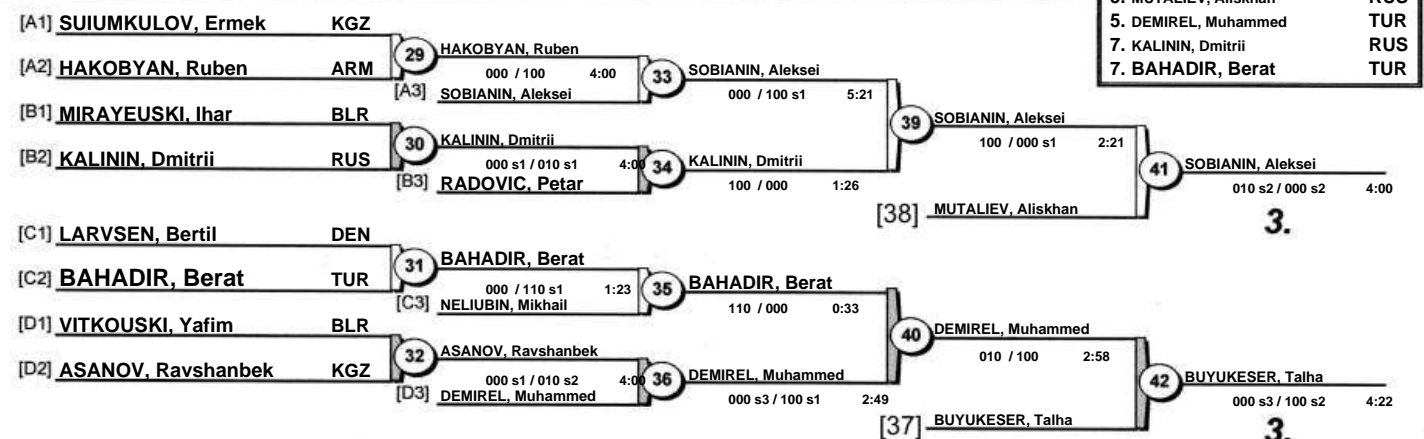 3. MUTALIEV, Aliskhan RUS
5. DEMIREL, Muhammed TUR
7. KALININ, Dmitrii RUS
7. BAHADIR, Berat TUR
[A1] SUIUMKULOV, Ermek KGZ
29
HAKOBYAN, Ruben
[A2] HAKOBYAN, Ruben ARM
000 / 100 4:00
33
SOBIANIN, Aleksei
[A3] SOBIANIN, Aleksei
000 / 100 s1 5:21
[B1] MIRAYEUSKI, Ihar BLR
39
SOBIANIN, Aleksei
30
KALININ, Dmitrii
100 / 000 s1 2:21
[B2] KALININ, Dmitrii RUS
000 s1 / 010 s1 4:00
34
KALININ, Dmitrii
41
SOBIANIN, Aleksei
[B3] RADOVIC, Petar
100 / 000 1:26
010 s2 / 000 s2 4:00
[38] MUTALIEV, Aliskhan
3.
[C1] LARVSEN, Bertil DEN
31
BAHADIR, Berat
[C2] BAHADIR, Berat TUR
000 / 110 s1 1:23
35
BAHADIR, Berat
[C3] NELIUBIN, Mikhail
110 / 000 0:33
[D1] VITKOUSKI, Yafim BLR
40
DEMIREL, Muhammed
32
ASANOV, Ravshanbek
010 / 100 2:58
[D2] ASANOV, Ravshanbek KGZ
000 s1 / 010 s2 4:00
36
DEMIREL, Muhammed
42
BUYUKESER, Talha
[D3] DEMIREL, Muhammed
000 s3 / 100 s1 2:49
000 s3 / 100 s2 4:22
[37] BUYUKESER, Talha
3.